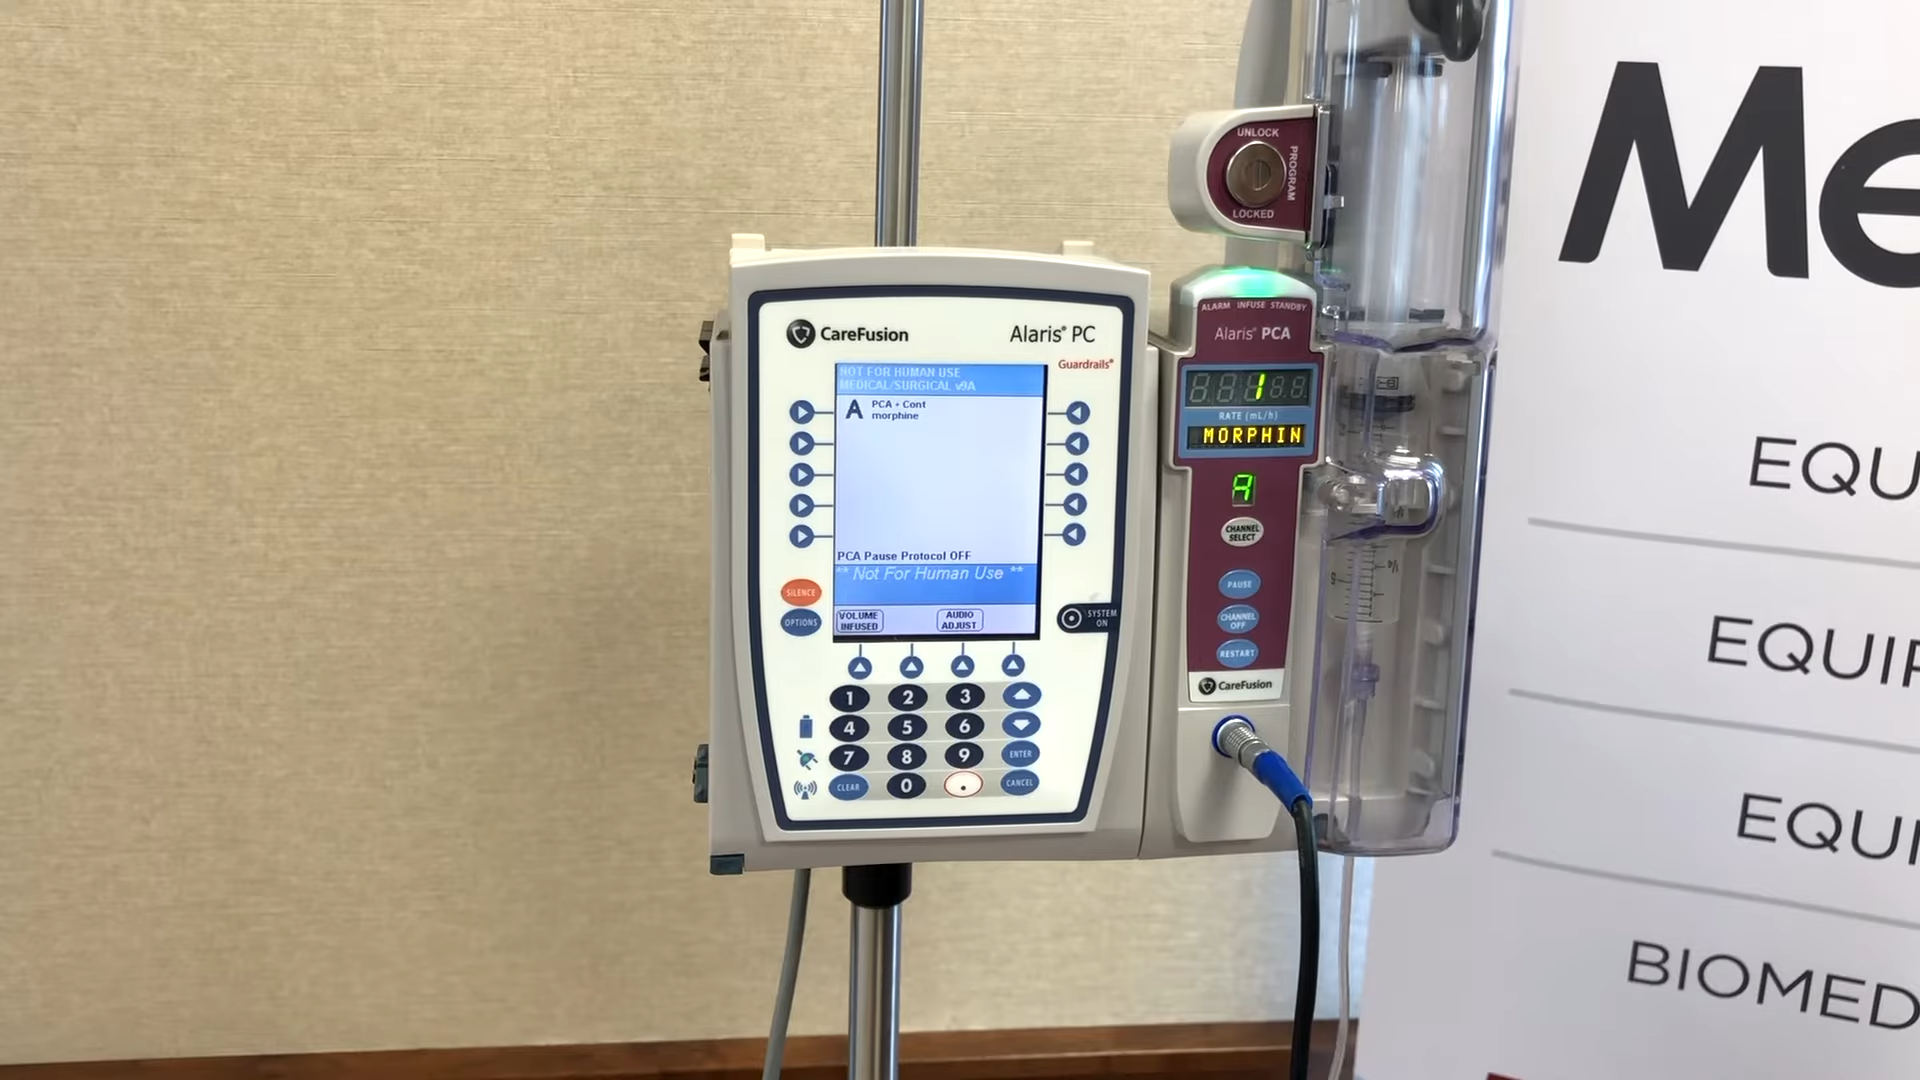 CareFusion
Alaris® PC
Guardrails®
NOT FOR HUMAN USE
MEDICAL/SURGICAL v9A
A
PCA + Cont
morphine
PCA Pause Protocol OFF
** Not For Human Use **
VOLUME
INFUSED
AUDIO
ADJUST
SILENCE
OPTIONS
SYSTEM
ON
1 2 3
4 5 6
ENTER
7 8 9
CLEAR 0 . CANCEL
UNLOCK
PROGRAM
LOCKED
ALARM INFUSE STANDBY
Alaris® PCA
1
RATE (mL/h)
MORPHIN
A
CHANNEL
SELECT
PAUSE
CHANNEL
OFF
RESTART
CareFusion
Me
EQU
EQUIP
EQUI
BIOMED